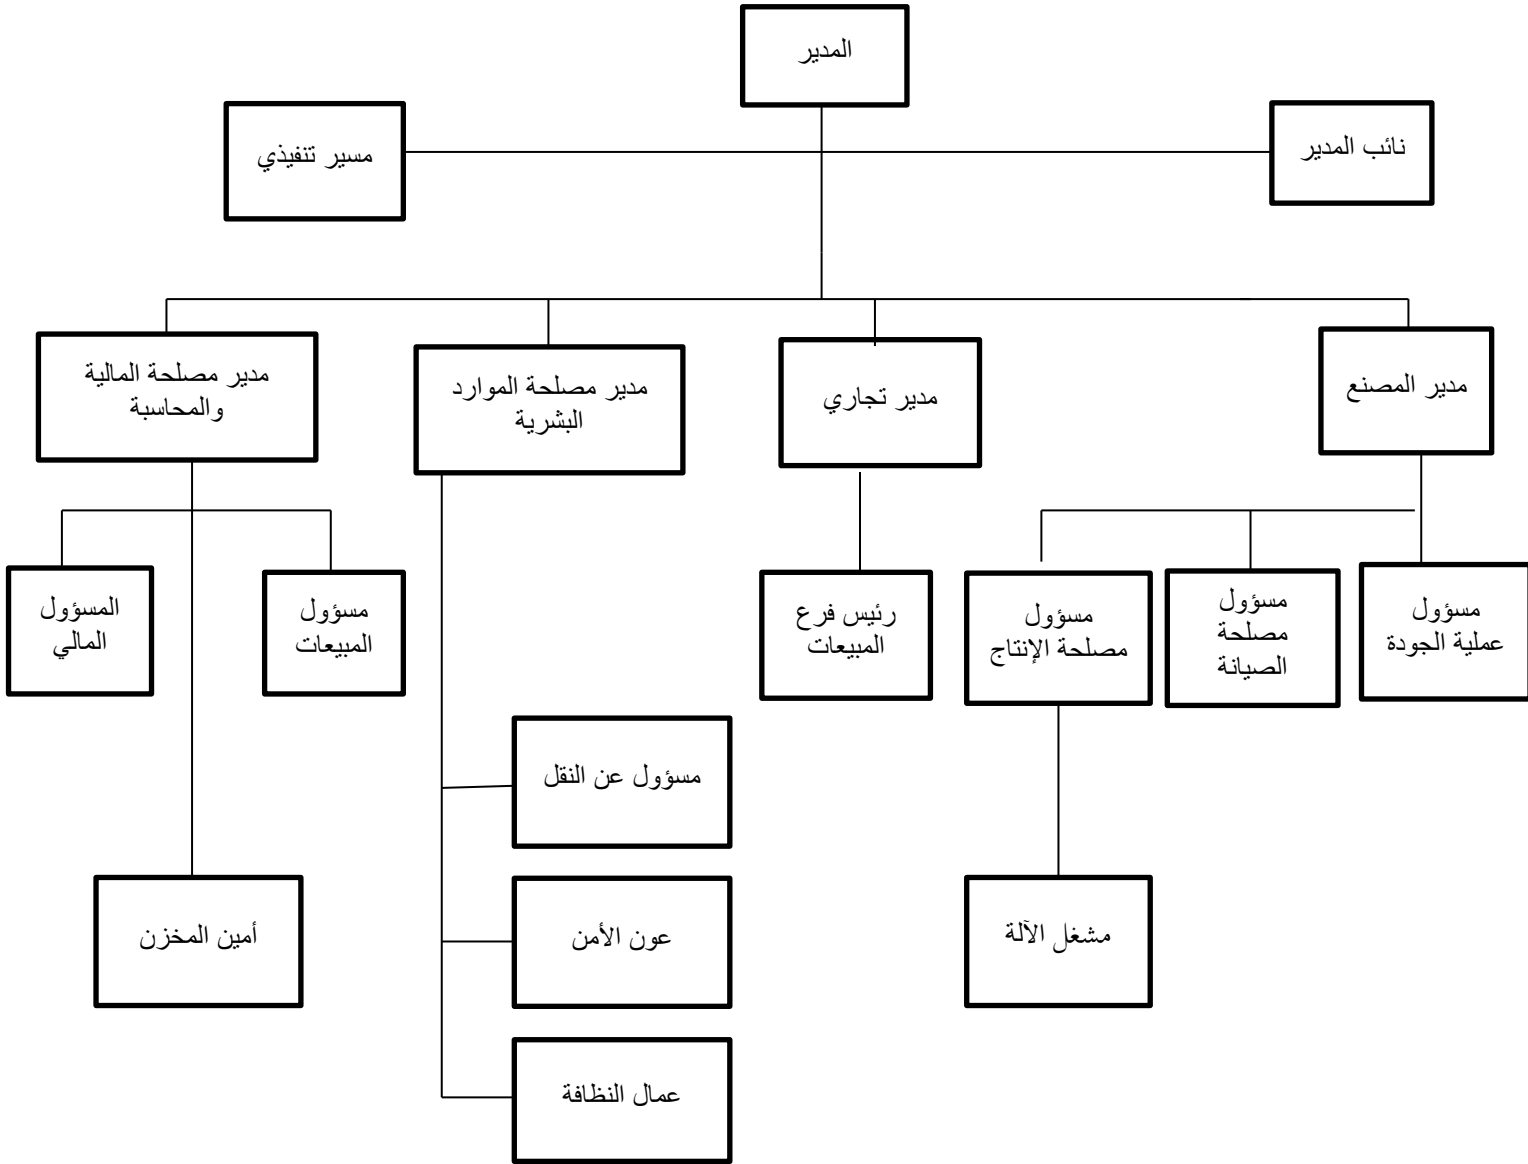 المدير
نائب المدير
مسير تنفيذي
مدير المصنع
مدير تجاري
مدير مصلحة الموارد
البشرية
مدير مصلحة المالية
والمحاسبة
مسؤول
عملية الجودة
مسؤول
مصلحة
الصيانة
مسؤول
مصلحة الإنتاج
رئيس فرع
المبيعات
مسؤول
المبيعات
المسؤول
المالي
مسؤول عن النقل
عون الأمن
عمال النظافة
مشغل الآلة
أمين المخزن